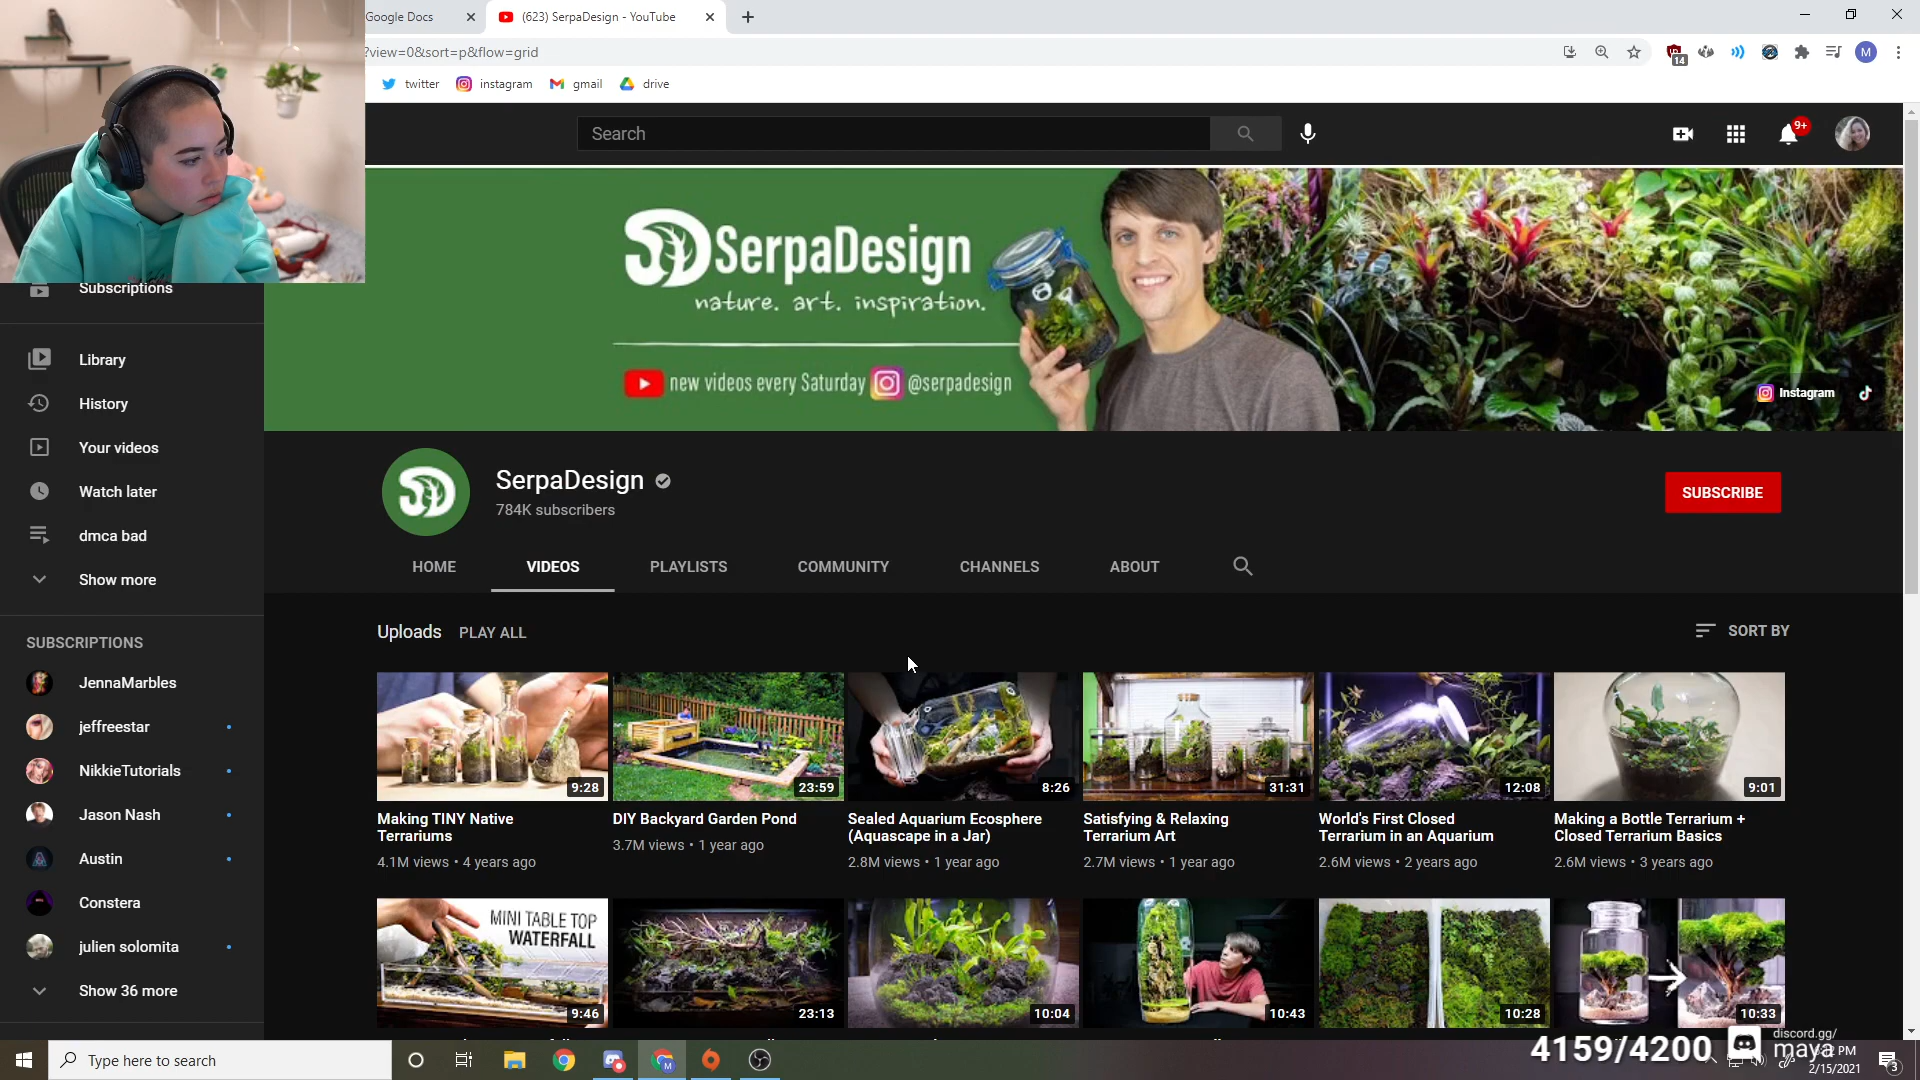 Google Docs
(623) SerpaDesign - YouTube
?view=0&sort=p&flow=grid
14
M
twitter
instagram
gmail
drive
Search
9+
SD SerpaDesign
nature. art. inspiration.
new videos every Saturday @serpadesign
Instagram
SD
SerpaDesign
784K subscribers
SUBSCRIBE
HOME
VIDEOS
PLAYLISTS
COMMUNITY
CHANNELS
ABOUT
Subscriptions
Library
History
Your videos
Watch later
dmca bad
Show more
SUBSCRIPTIONS
JennaMarbles
jeffreestar
NikkieTutorials
Jason Nash
Austin
Constera
julien solomita
Show 36 more
Uploads PLAY ALL
SORT BY
9:28
Making TINY Native
Terrariums
4.1M views • 4 years ago
23:59
DIY Backyard Garden Pond
3.7M views • 1 year ago
8:26
Sealed Aquarium Ecosphere
(Aquascape in a Jar)
2.8M views • 1 year ago
31:31
Satisfying & Relaxing
Terrarium Art
2.7M views • 1 year ago
12:08
World's First Closed
Terrarium in an Aquarium
2.6M views • 2 years ago
9:01
Making a Bottle Terrarium +
Closed Terrarium Basics
2.6M views • 3 years ago
MINI TABLE TOP
WATERFALL
9:46
23:13
10:04
10:43
10:28
10:33
Type here to search
4159/4200
discord.gg/
maya
PM
2/15/2021
3